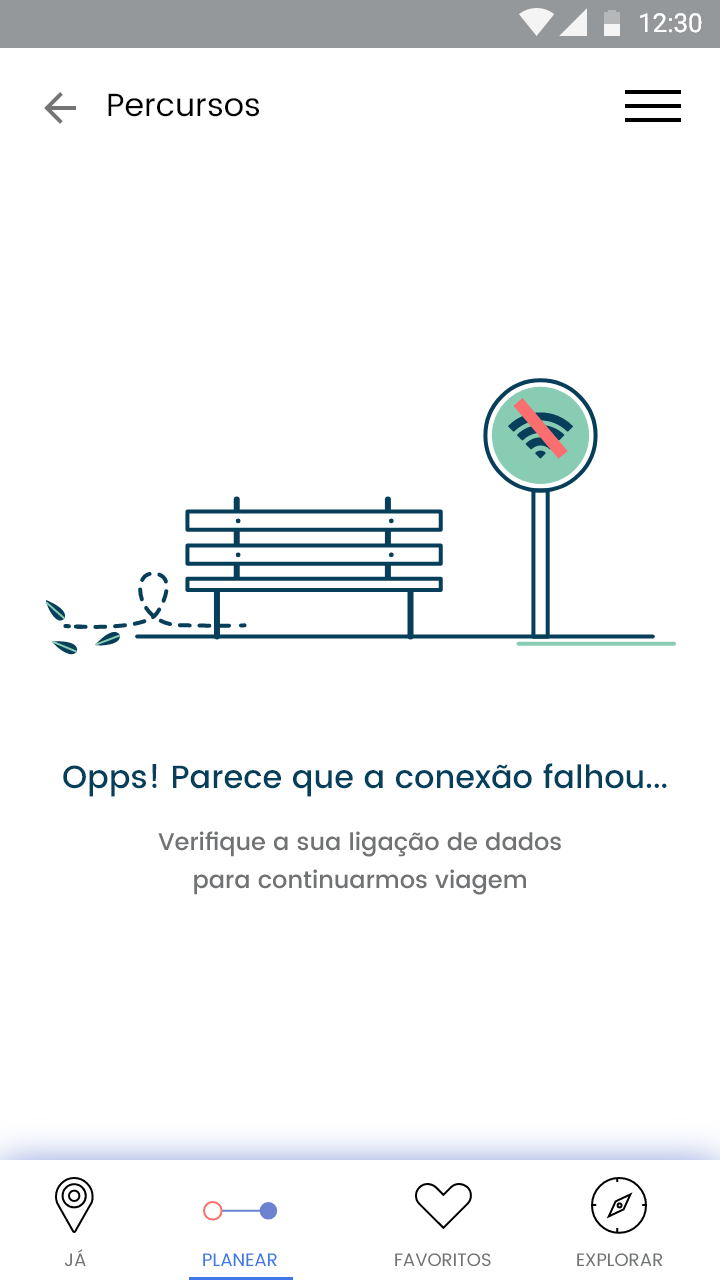 12:30
Percursos
Opps! Parece que a conexão falhou...
Verifique a sua ligação de dados
para continuarmos viagem
JÁ
PLANEAR
FAVORITOS
EXPLORAR